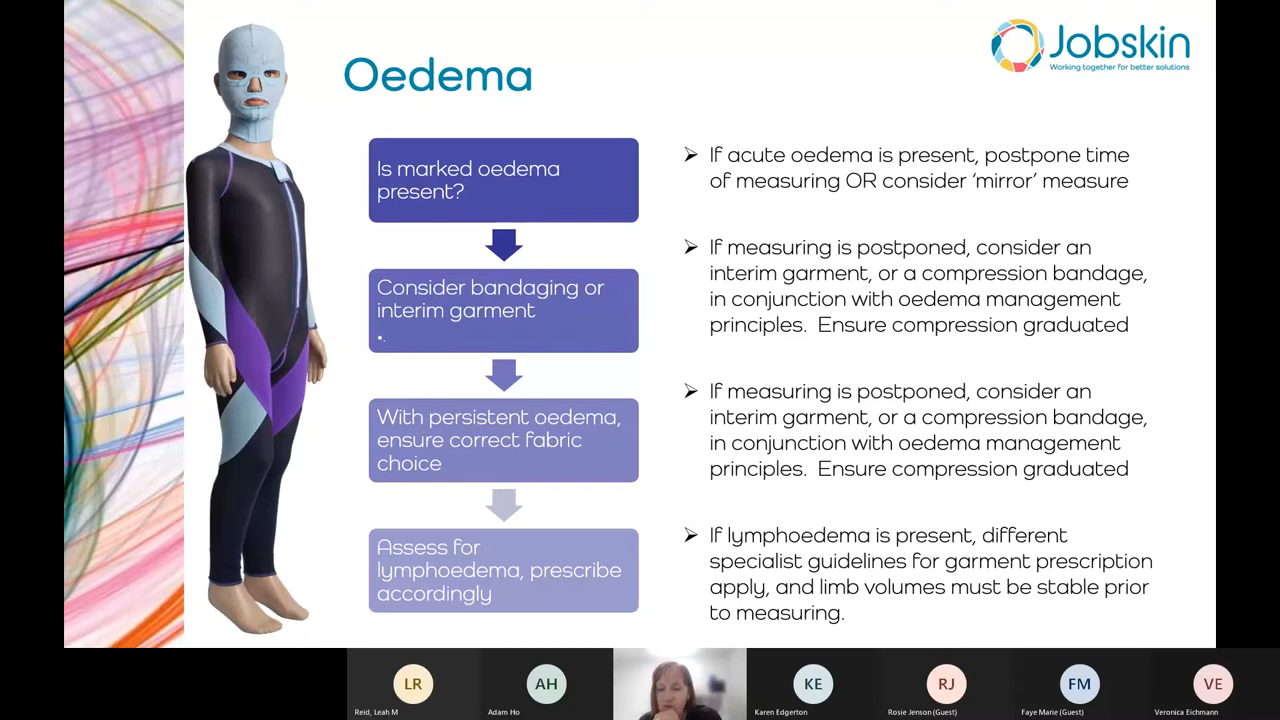 Jobskin
Working together for better solutions
Oedema
Is marked oedema
present?
Consider bandaging or
interim garment
•.
With persistent oedema,
ensure correct fabric
choice
Assess for
lymphoedema, prescribe
accordingly
➢ If acute oedema is present, postpone time
of measuring OR consider ‘mirror’ measure
➢ If measuring is postponed, consider an
interim garment, or a compression bandage,
in conjunction with oedema management
principles. Ensure compression graduated
➢ If measuring is postponed, consider an
interim garment, or a compression bandage,
in conjunction with oedema management
principles. Ensure compression graduated
➢ If lymphoedema is present, different
specialist guidelines for garment prescription
apply, and limb volumes must be stable prior
to measuring.
LR
Reid, Leah M
AH
Adam Ho
KE
Karen Edgerton
RJ
Rosie Jenson (Guest)
FM
Faye Marie (Guest)
VE
Veronica Eichmann